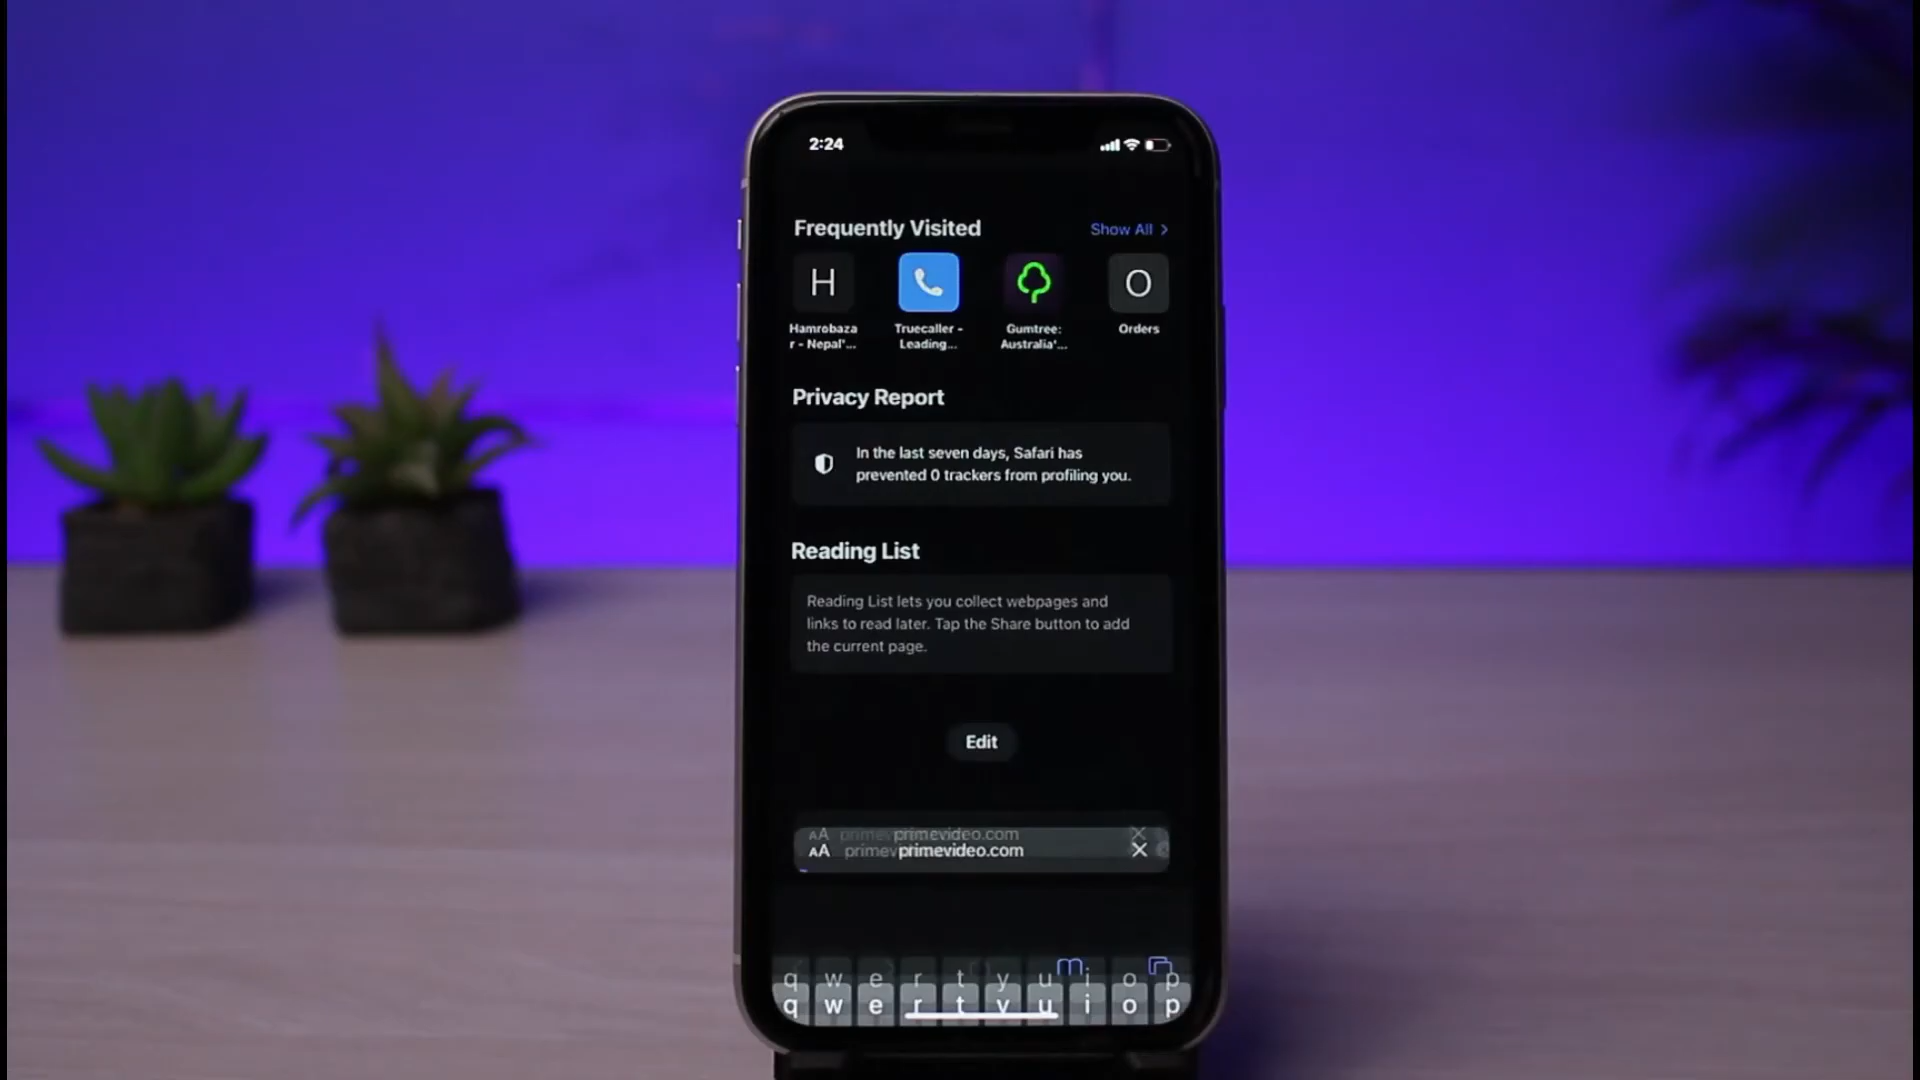 2:24
Frequently Visited
Show All >
H
O
Hamrobaza
r - Nepal'...
Truecaller -
Leading...
Gumtree:
Australia'...
Orders
Privacy Report
In the last seven days, Safari has
prevented 0 trackers from profiling you.
Reading List
Reading List lets you collect webpages and
links to read later. Tap the Share button to add
the current page.
Edit
AA primev primevideo.com
AA primev primevideo.com
q w e r t y u i o p
q w e r t y u i o p